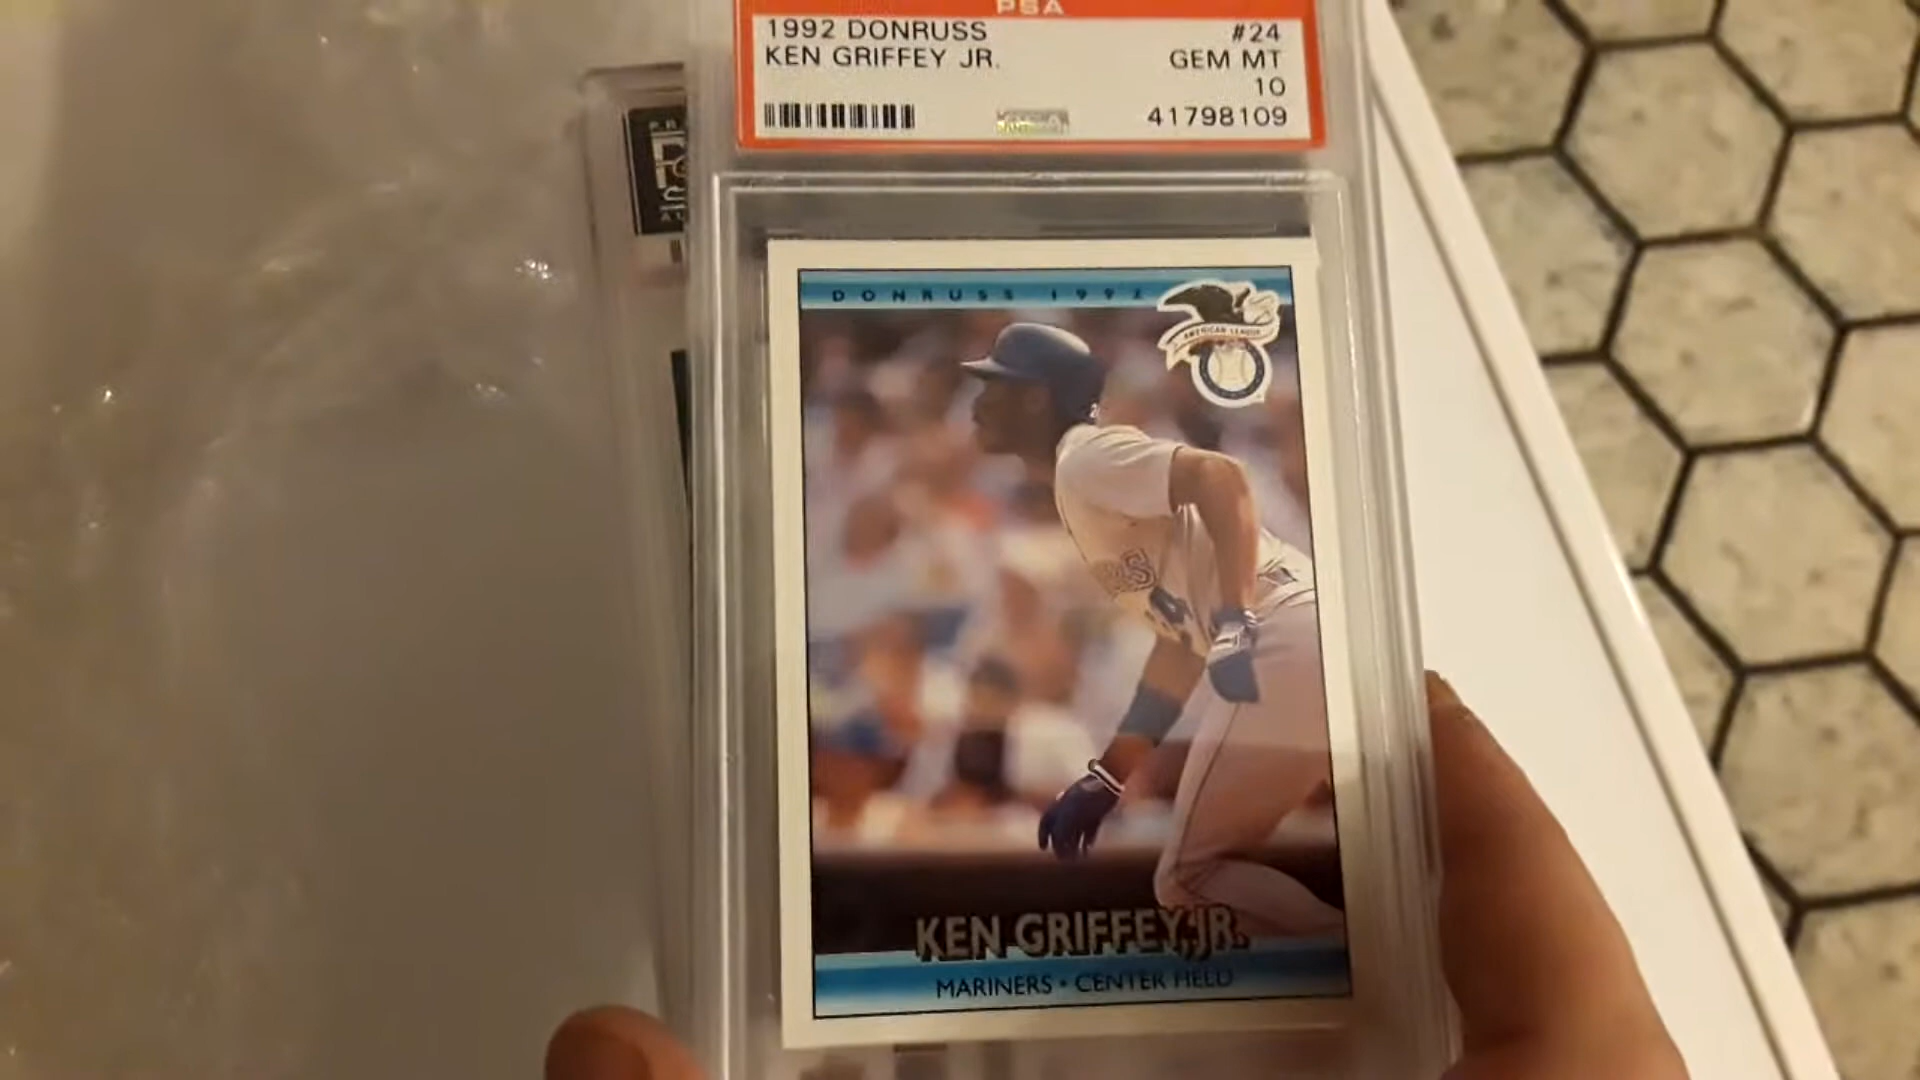 PSA
1992 DONRUSS #24
KEN GRIFFEY JR. GEM MT
10
41798109
DONRUSS 1992
AMERICAN LEAGUE
KEN GRIFFEY, JR.
MARINERS • CENTER FIELD